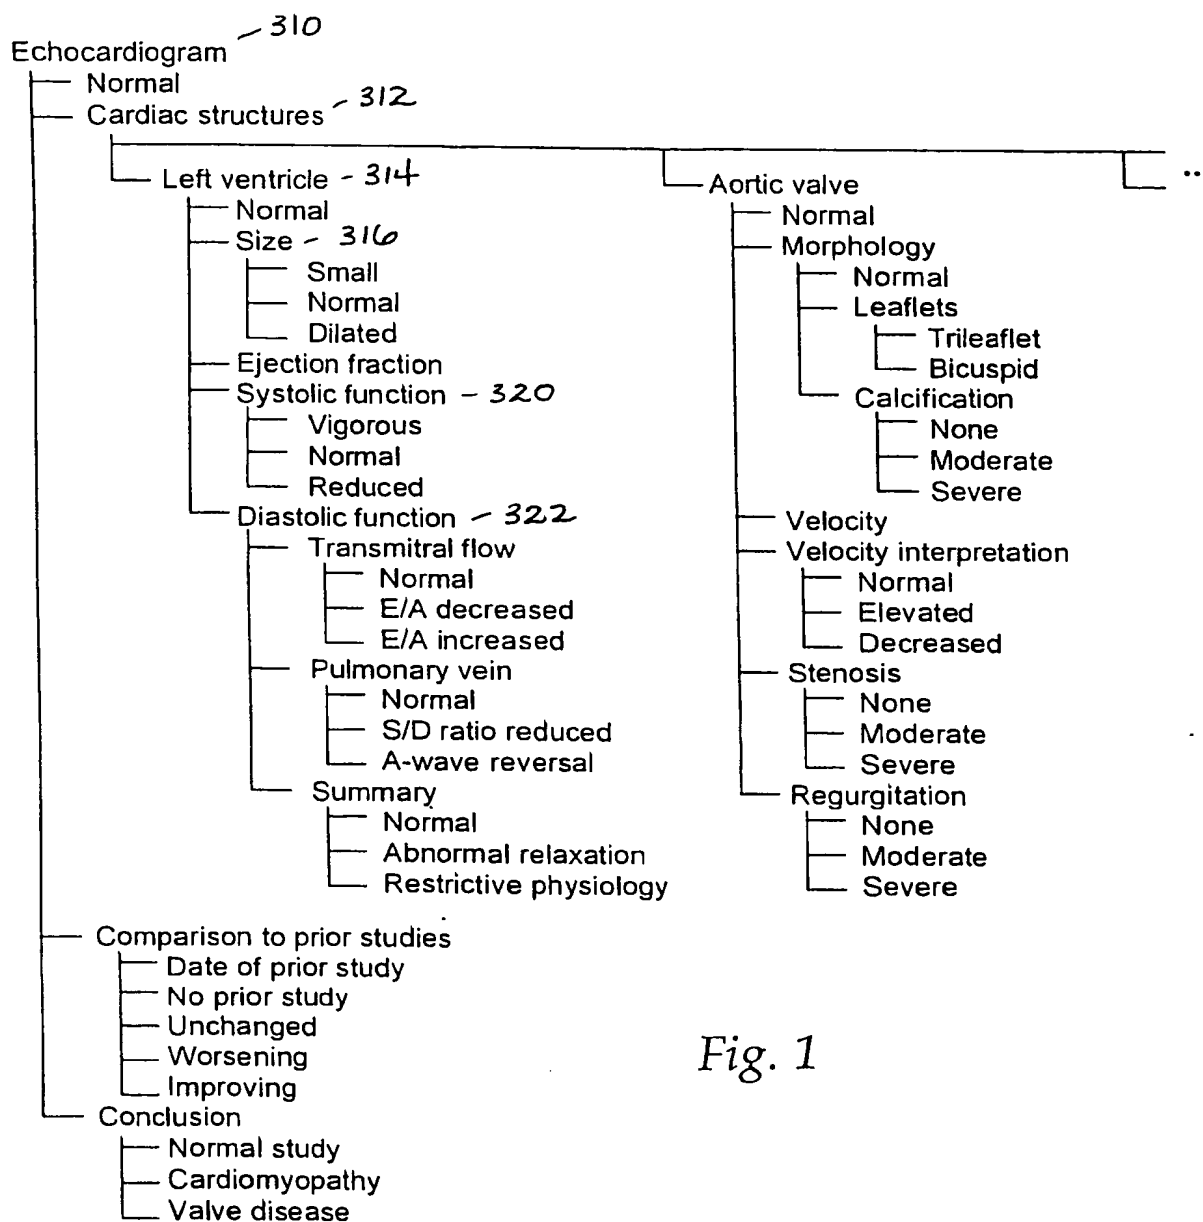 Echocardiogram 310
Normal
Cardiac structures 312
Left ventricle - 314
Normal
Size - 316
Small
Normal
Dilated
Ejection fraction
Systolic function - 320
Vigorous
Normal
Reduced
Diastolic function - 322
Transmitral flow
Normal
E/A decreased
E/A increased
Pulmonary vein
Normal
S/D ratio reduced
A-wave reversal
Summary
Normal
Abnormal relaxation
Restrictive physiology
Aortic valve
Normal
Morphology
Normal
Leaflets
Trileaflet
Bicuspid
Calcification
None
Moderate
Severe
Velocity
Velocity interpretation
Normal
Elevated
Decreased
Stenosis
None
Moderate
Severe
Regurgitation
None
Moderate
Severe
..
Comparison to prior studies
Date of prior study
No prior study
Unchanged
Worsening
Improving
Conclusion
Normal study
Cardiomyopathy
Valve disease
Fig. 1